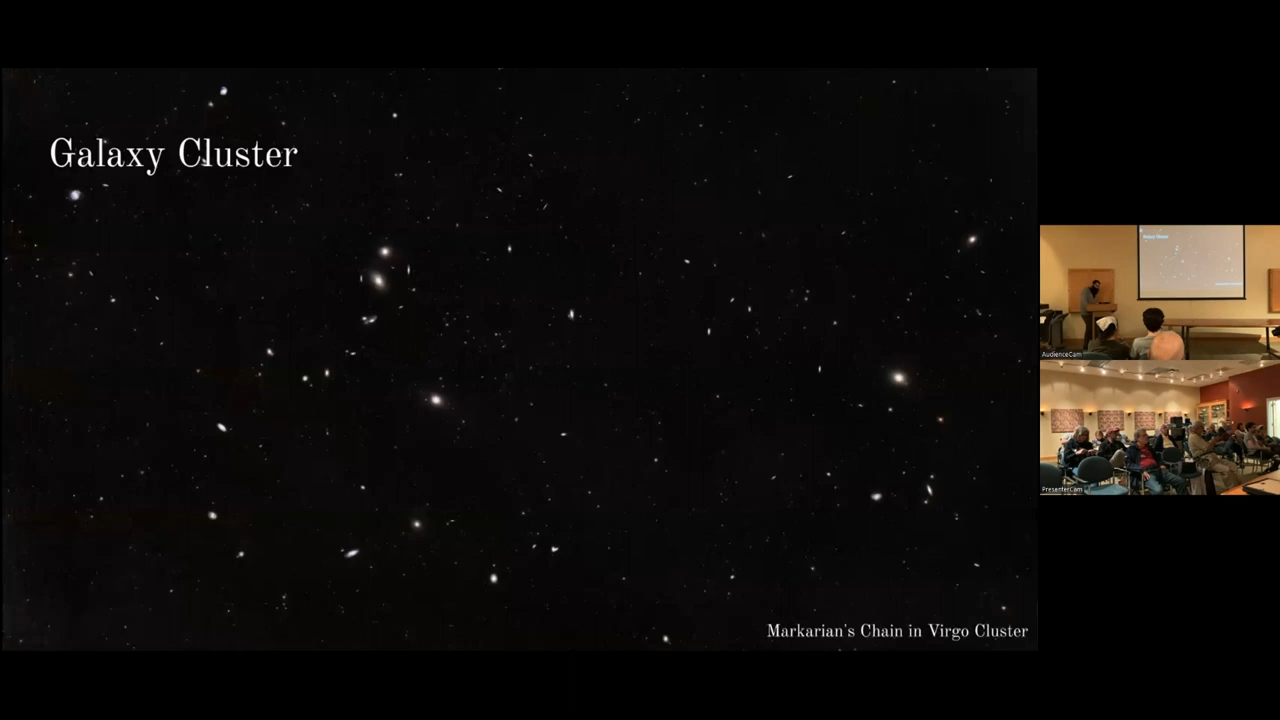 Galaxy Cluster
Markarian's Chain in Virgo Cluster
AudienceCam
PresenterCam